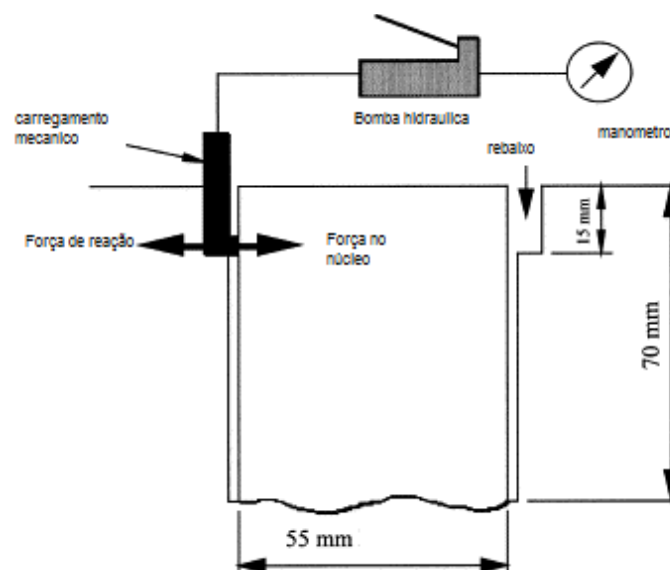 carregamento
mecanico
Bomba hidraulica
manometro
rebaixo
15 mm
Força de reação
Força no
núcleo
70 mm
55 mm